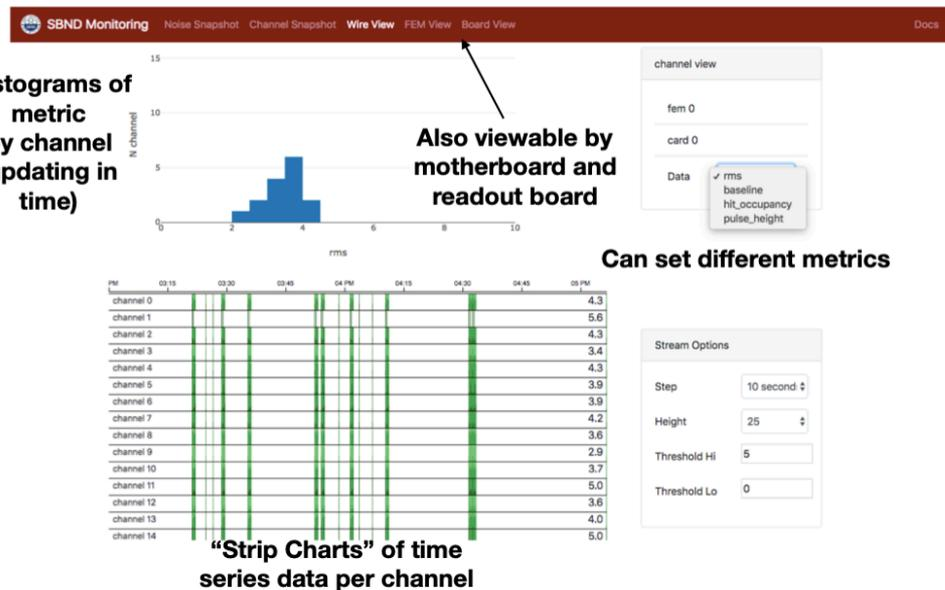 SBND Monitoring Noise Snapshot Channel Snapshot Wire View FEM View Board View Docs
stograms of
metric
y channel
pdating in
time)
15
10
5
0
N channel
0 2 4 6 8 10
rms
Also viewable by
motherboard and
readout board
channel view
fem 0
card 0
Data
✓ rms
baseline
hit_occupancy
pulse_height
Can set different metrics
PM 03:15 03:30 03:45 04 PM 04:15 04:30 04:45 05 PM
channel 0 4.3
channel 1 5.6
channel 2 4.3
channel 3 3.4
channel 4 4.3
channel 5 3.9
channel 6 3.9
channel 7 4.2
channel 8 3.6
channel 9 2.9
channel 10 3.7
channel 11 5.0
channel 12 3.6
channel 13 4.0
channel 14 5.0
Stream Options
Step 10 second
Height 25
Threshold Hi 5
Threshold Lo 0
“Strip Charts” of time
series data per channel